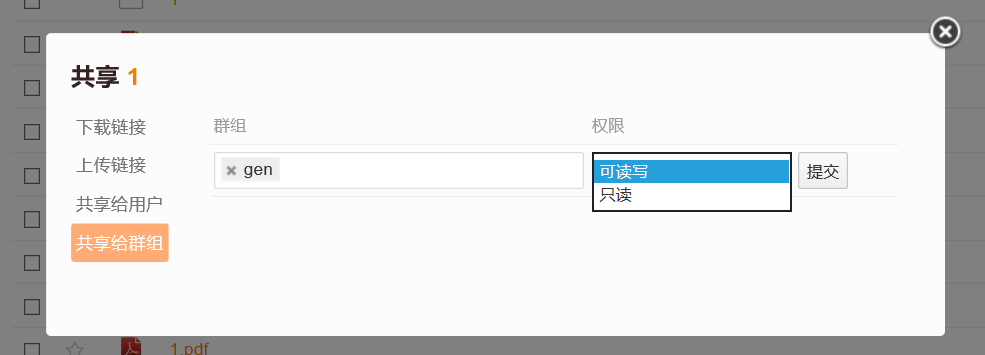 共享 1
下载链接
上传链接
共享给用户
共享给群组
群组 权限
gen 可读写 提交
只读
1.pdf